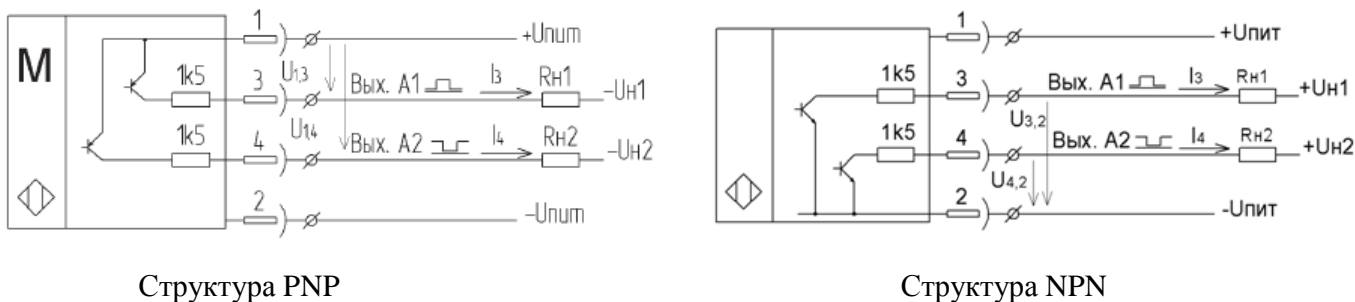 M
1
+Uпит
1k5
3
U1,3
Вых. A1
I3
Rн1
–Uн1
1k5
4
U1,4
Вых. A2
I4
Rн2
–Uн2
2
–Uпит
Структура PNP
1
+Uпит
1k5
3
Вых. A1
I3
Rн1
+Uн1
U3,2
1k5
4
Вых. A2
I4
Rн2
+Uн2
U4,2
2
-Uпит
Структура NPN